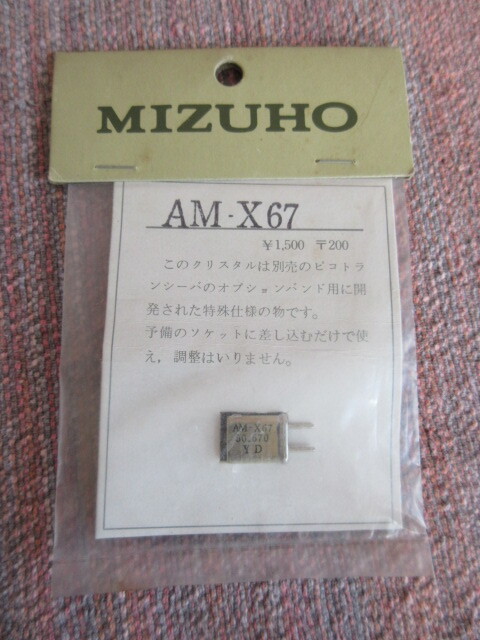 MIZUHO
AM-X67
￥1,500 〒200
このクリスタルは別売のピコトラ
ンシーバのオプションバンド用に開
発された特殊仕様の物です。
予備のソケットに差し込むだけで使
え，調整はいりません。
AM-X67
50.670
Y D